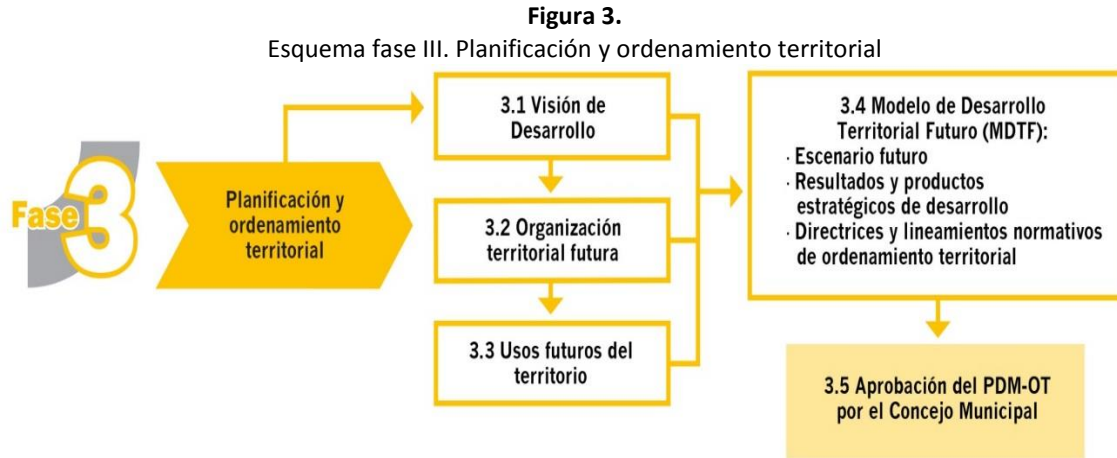 Figura 3.
Esquema fase III. Planificación y ordenamiento territorial
Fase 3
Planificación y
ordenamiento
territorial
3.1 Visión de
Desarrollo
3.2 Organización
territorial futura
3.3 Usos futuros del
territorio
3.4 Modelo de Desarrollo
Territorial Futuro (MDTF):
· Escenario futuro
· Resultados y productos
estratégicos de desarrollo
· Directrices y lineamientos normativos
de ordenamiento territorial
3.5 Aprobación del PDM-OT
por el Concejo Municipal